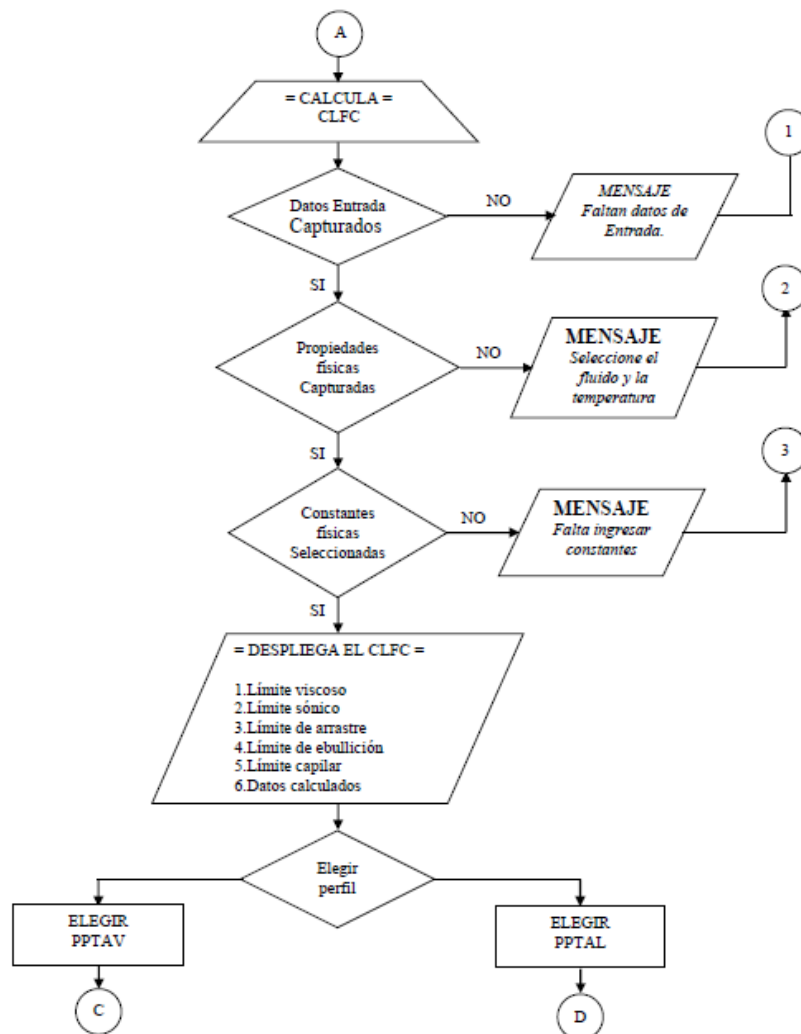 A
= CALCULA =
CLFC
1
Datos Entrada
Capturados
NO
MENSAJE
Faltan datos de
Entrada.
SI
2
Propiedades
físicas
Capturadas
NO
MENSAJE
Seleccione el
fluido y la
temperatura
SI
3
Constantes
físicas
Seleccionadas
NO
MENSAJE
Falta ingresar
constantes
SI
= DESPLIEGA EL CLFC =
1.Límite viscoso
2.Límite sónico
3.Límite de arrastre
4.Límite de ebullición
5.Límite capilar
6.Datos calculados
Elegir
perfil
ELEGIR
PPTAV
ELEGIR
PPTAL
C
D